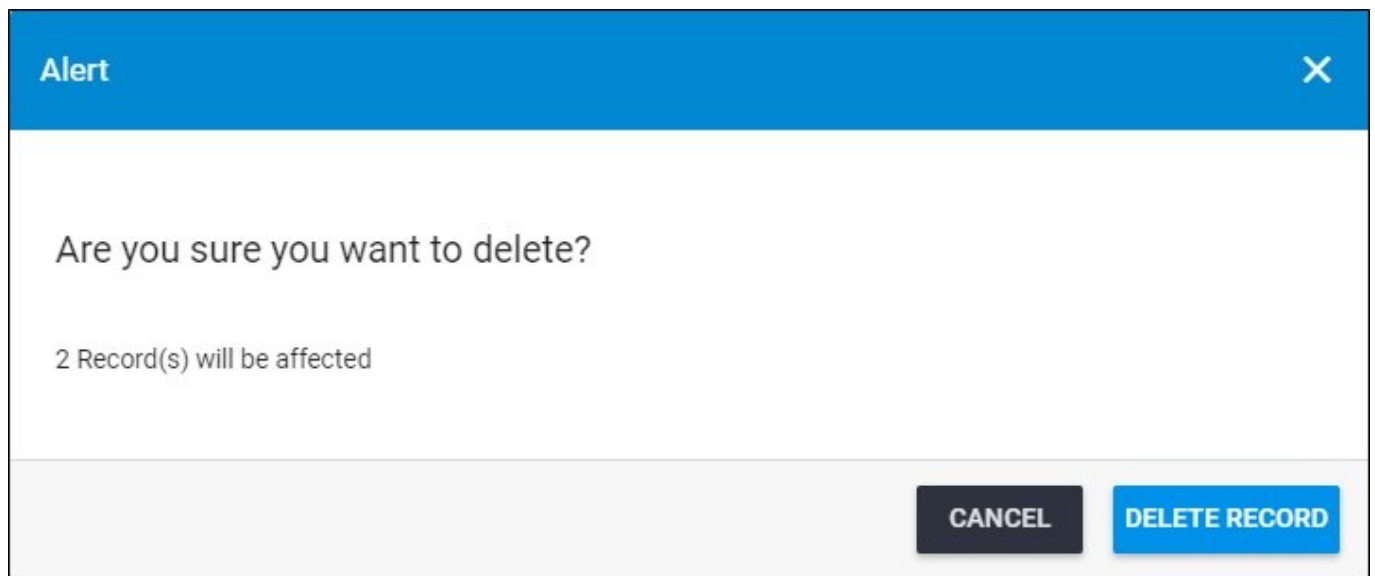 Alert
Are you sure you want to delete?
2 Record(s) will be affected
CANCEL DELETE RECORD